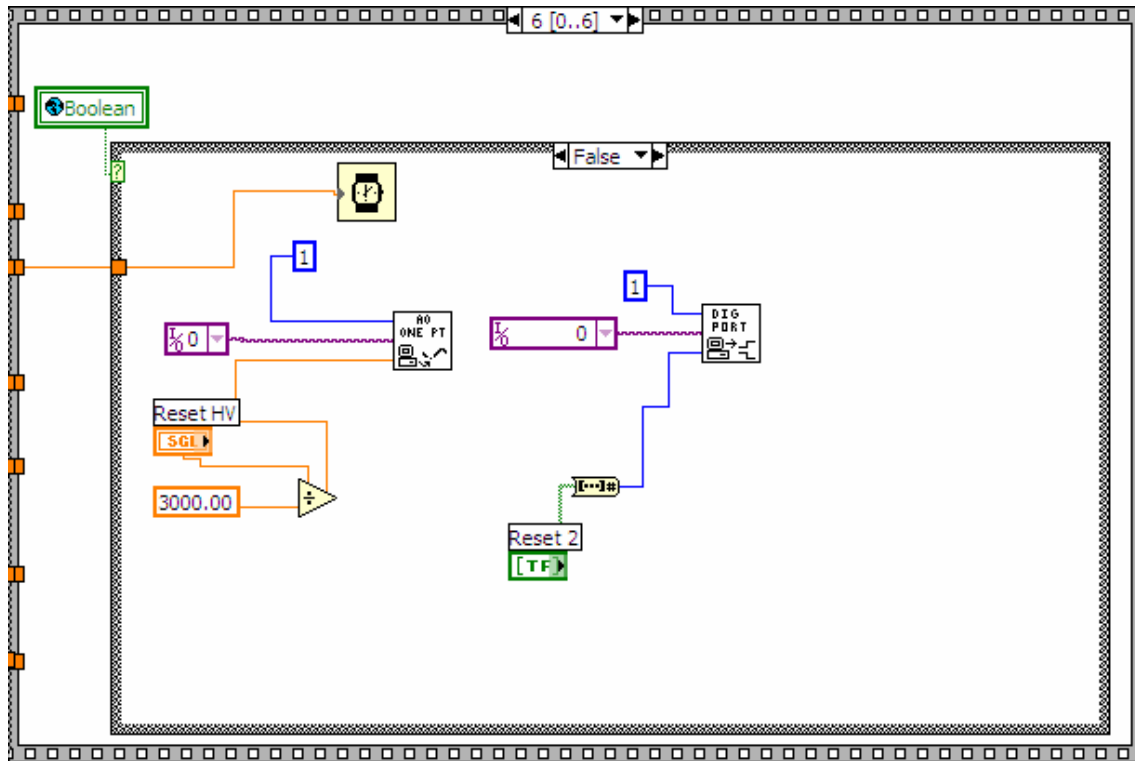 6 [0..6]
Boolean
False
?
1
1
AO
ONE PT
DIG
PORT
I/O 0
I/O 0
Reset HV
SGL
3000.00
÷
[...]#
Reset 2
[TF]